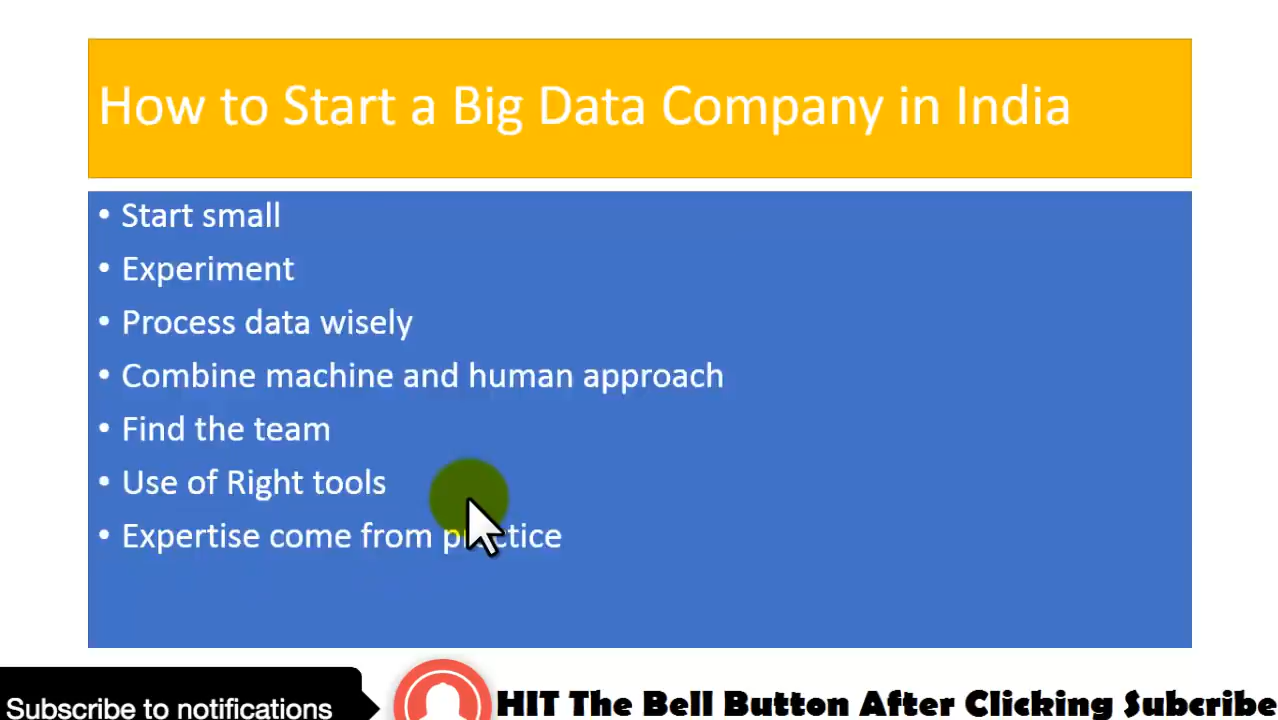 How to Start a Big Data Company in India
• Start small
• Experiment
• Process data wisely
• Combine machine and human approach
• Find the team
• Use of Right tools
• Expertise come from practice
Subscribe to notifications
HIT The Bell Button After Clicking Subcribe